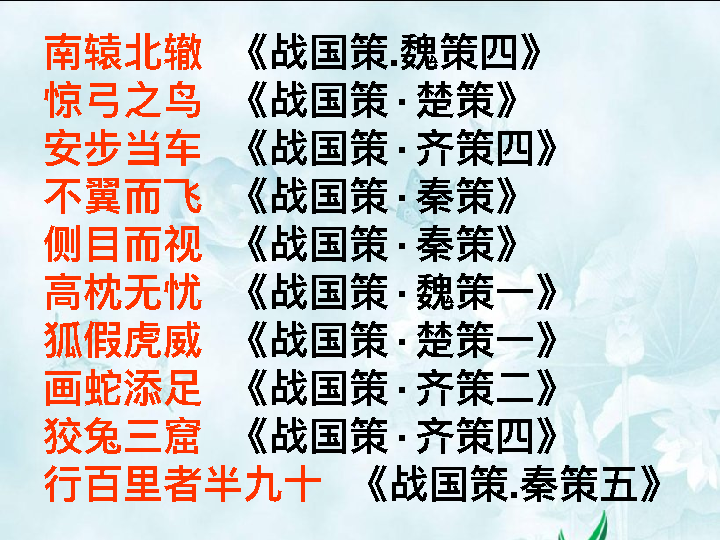 南辕北辙 《战国策.魏策四》
惊弓之鸟 《战国策·楚策》
安步当车 《战国策·齐策四》
不翼而飞 《战国策·秦策》
侧目而视 《战国策·秦策》
高枕无忧 《战国策·魏策一》
狐假虎威 《战国策·楚策一》
画蛇添足 《战国策·齐策二》
狡兔三窟 《战国策·齐策四》
行百里者半九十 《战国策.秦策五》